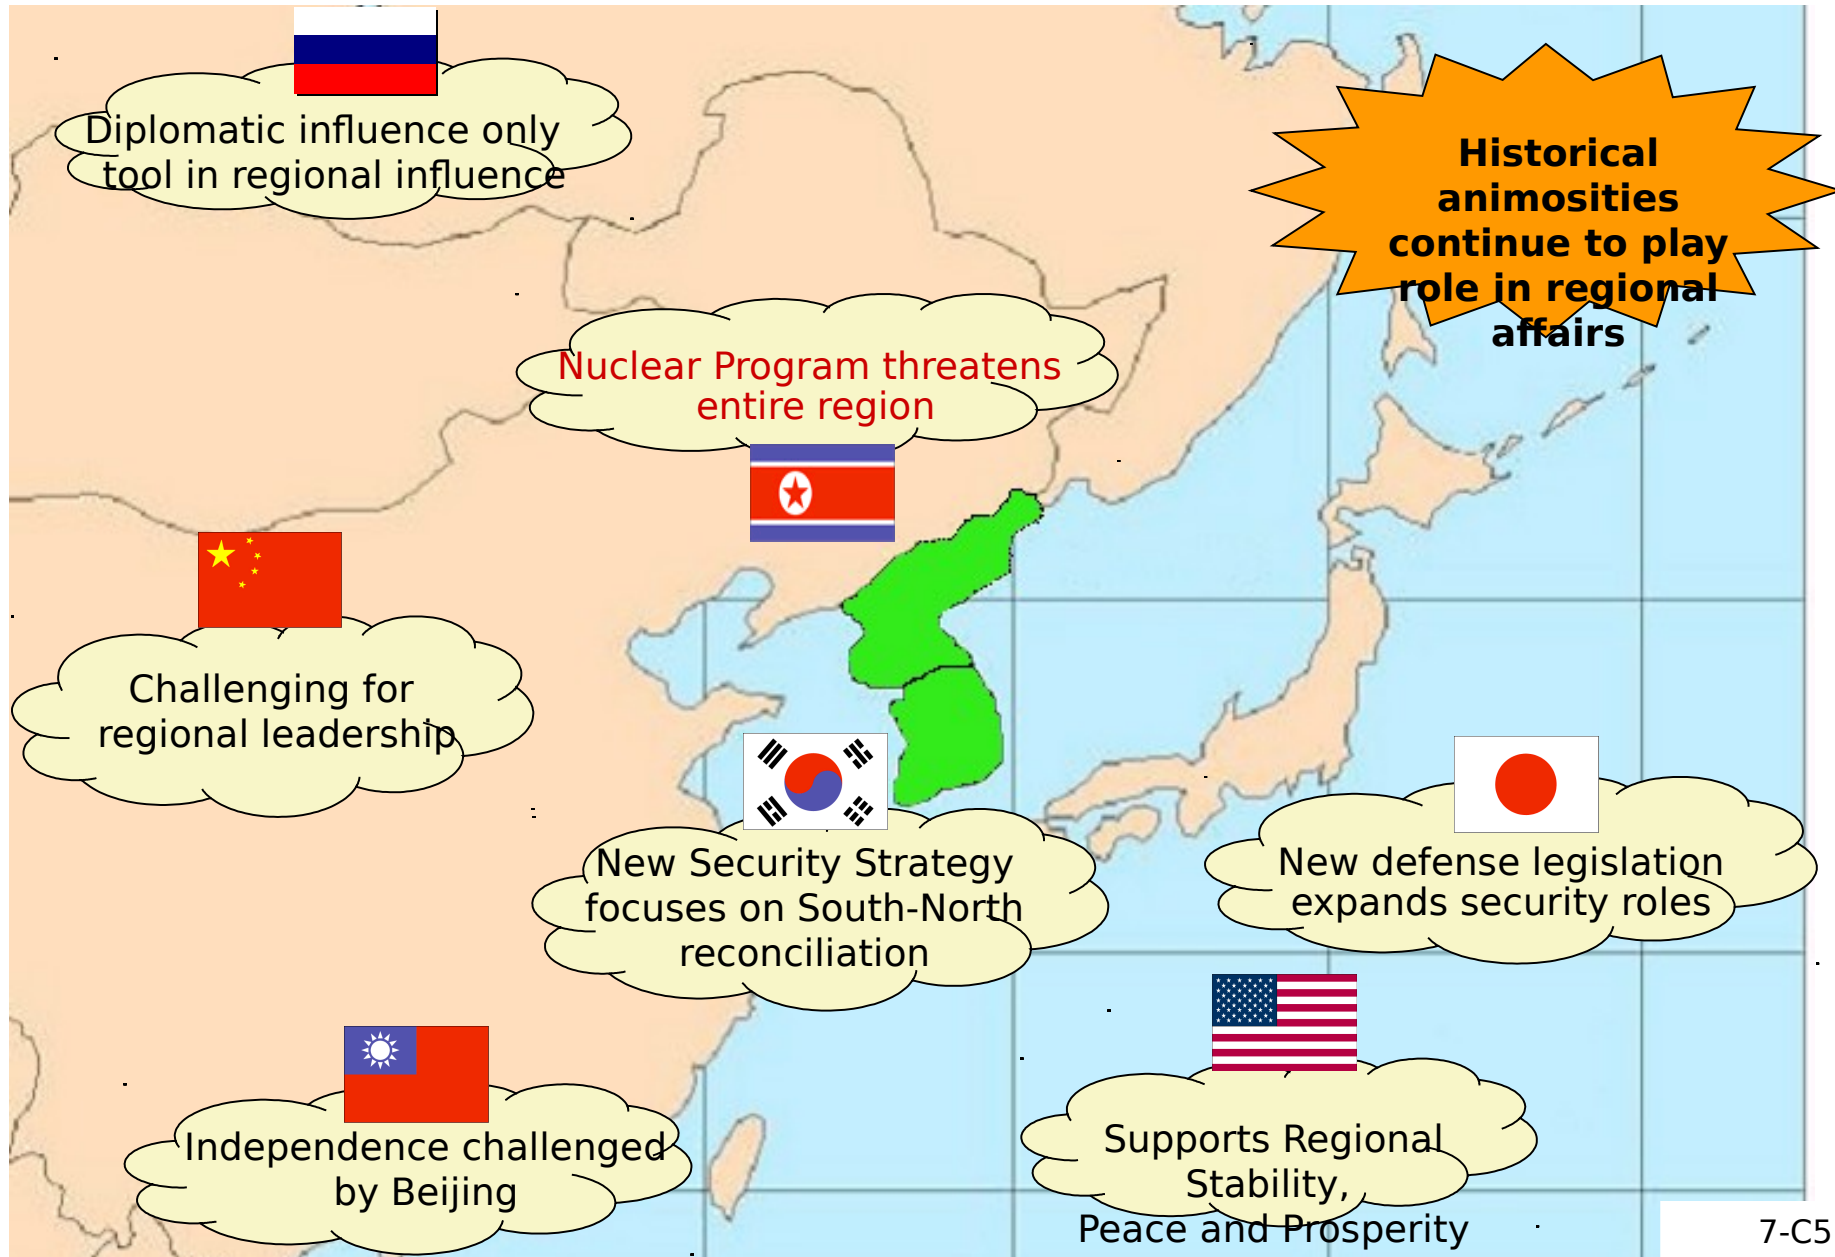 Diplomatic influence only
tool in regional influence
Historical
animosities
continue to play
role in regional
affairs
Nuclear Program threatens
entire region
Challenging for
regional leadership
New Security Strategy
focuses on South-North
reconciliation
New defense legislation
expands security roles
Independence challenged
by Beijing
Supports Regional
Stability,
Peace and Prosperity
7-C5